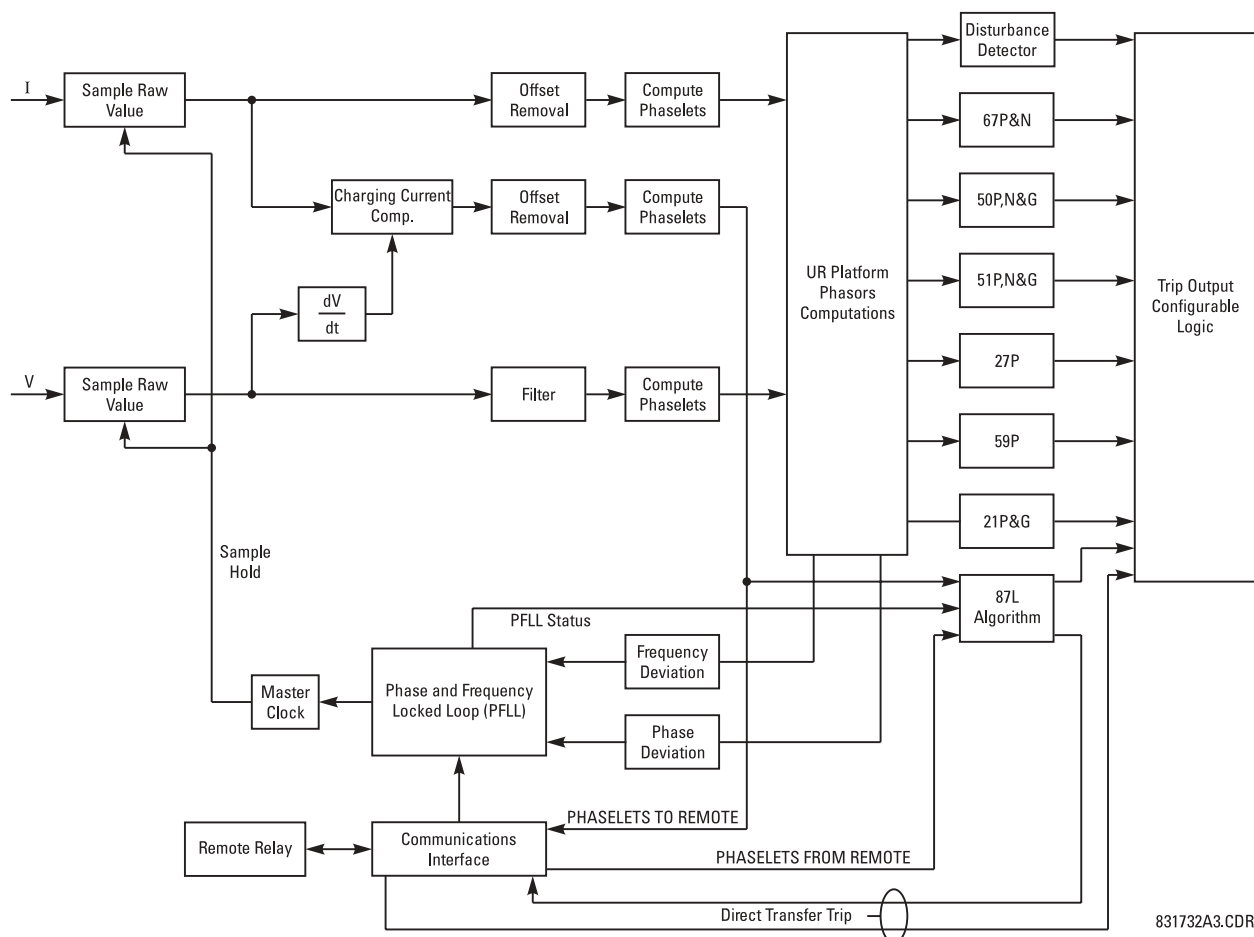 Disturbance
Detector
I
Sample Raw
Value
Offset
Removal
Compute
Phaselets
67P&N
Charging Current
Comp.
Offset
Removal
Compute
Phaselets
50P,N&G
UR Platform
Phasors
Computations
51P,N&G
Trip Output
Configurable
Logic
dV
dt
27P
V
Sample Raw
Value
Filter
Compute
Phaselets
59P
21P&G
Sample
Hold
87L
Algorithm
PFLL Status
Frequency
Deviation
Master
Clock
Phase and Frequency
Locked Loop (PFLL)
Phase
Deviation
PHASELETS TO REMOTE
Remote Relay
Communications
Interface
PHASELETS FROM REMOTE
Direct Transfer Trip
831732A3.CDR